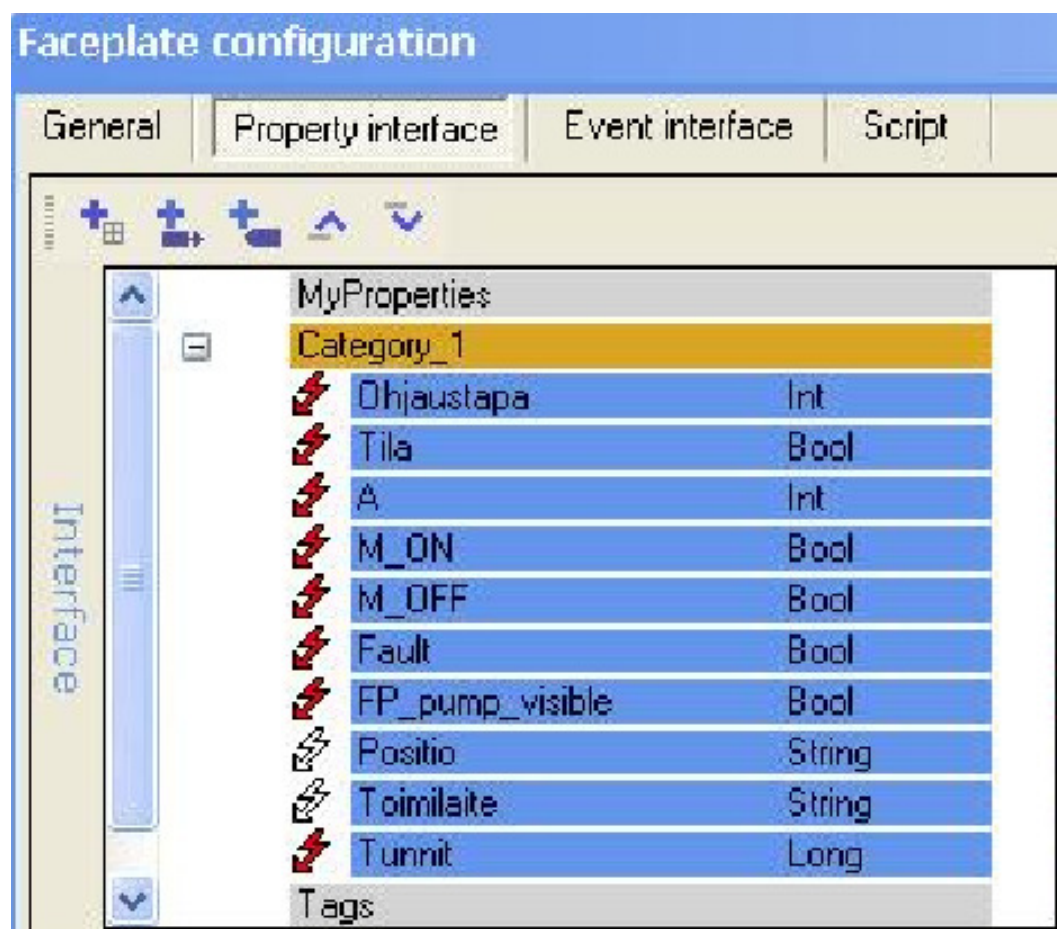 Faceplate configuration
General Property interface Event interface Script
MyProperties
Category_1
Ohjaustapa Int
Tila Bool
A Int
M_ON Bool
M_OFF Bool
Fault Bool
FP_pump_visible Bool
Positio String
Toimilaite String
Tunnit Long
Tags
Interface